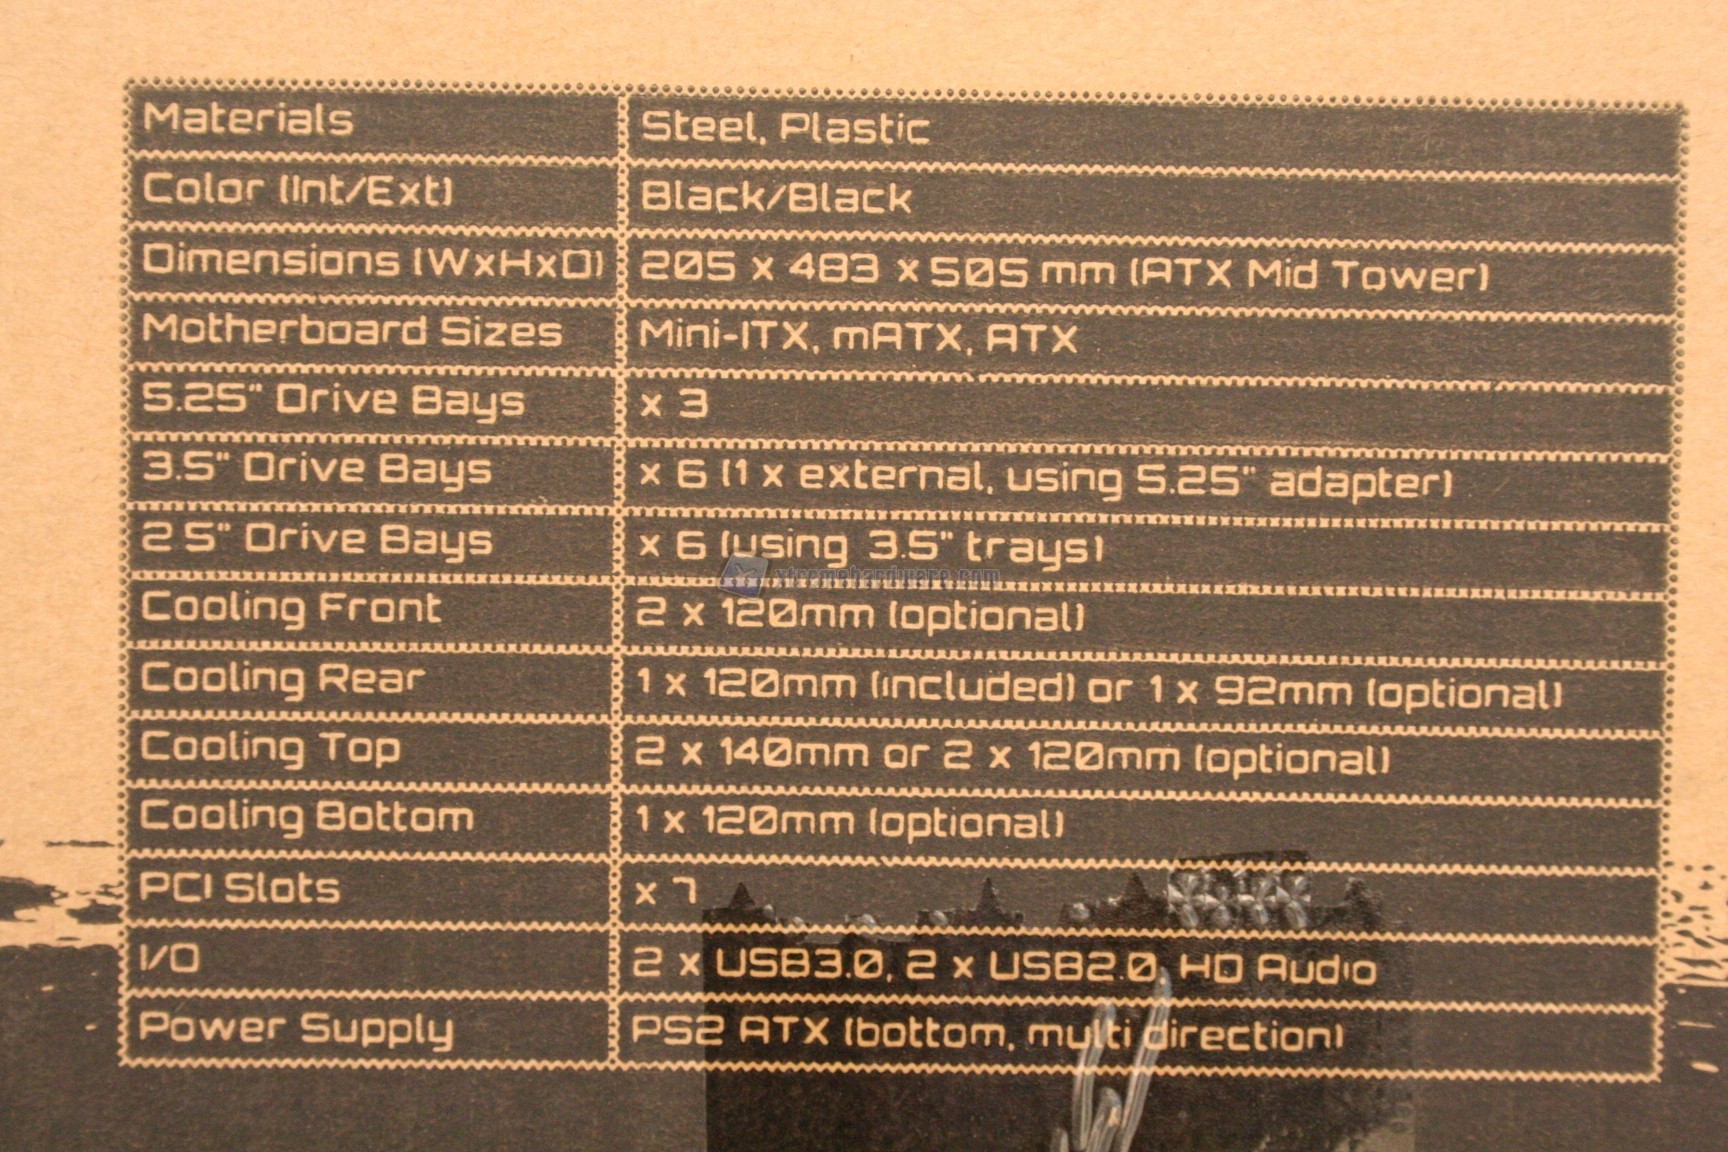 Materials Steel, Plastic
Color (Int/Ext) Black/Black
Dimensions (WxHxD) 205 x 483 x 505 mm (ATX Mid Tower)
Motherboard Sizes Mini-ITX, mATX, ATX
5.25" Drive Bays x 3
3.5" Drive Bays x 6 (1 x external, using 5.25" adapter)
2 5" Drive Bays x 6 (using 3.5" trays)
xtremehardware.com
Cooling Front 2 x 120mm (optional)
Cooling Rear 1 x 120mm (included) or 1 x 92mm (optional)
Cooling Top 2 x 140mm or 2 x 120mm (optional)
Cooling Bottom 1 x 120mm (optional)
PCI Slots x 7
I/O 2 x USB3.0, 2 x USB2.0, HD Audio
Power Supply PS2 ATX (bottom, multi direction)